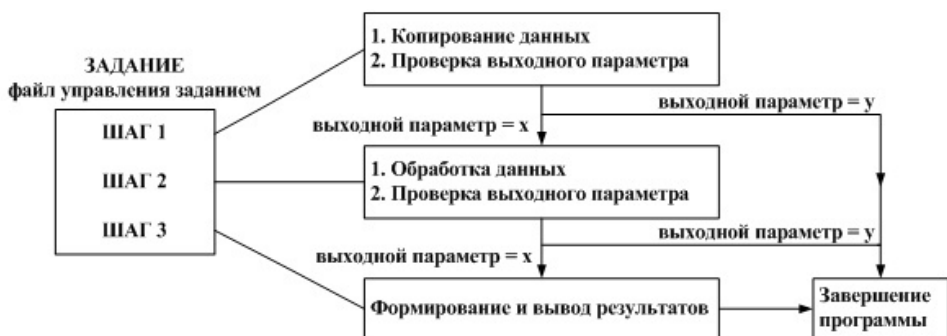 ЗАДАНИЕ
файл управления заданием
ШАГ 1
ШАГ 2
ШАГ 3
1. Копирование данных
2. Проверка выходного параметра
выходной параметр = x
выходной параметр = y
1. Обработка данных
2. Проверка выходного параметра
выходной параметр = x
выходной параметр = y
Формирование и вывод результатов
Завершение
программы